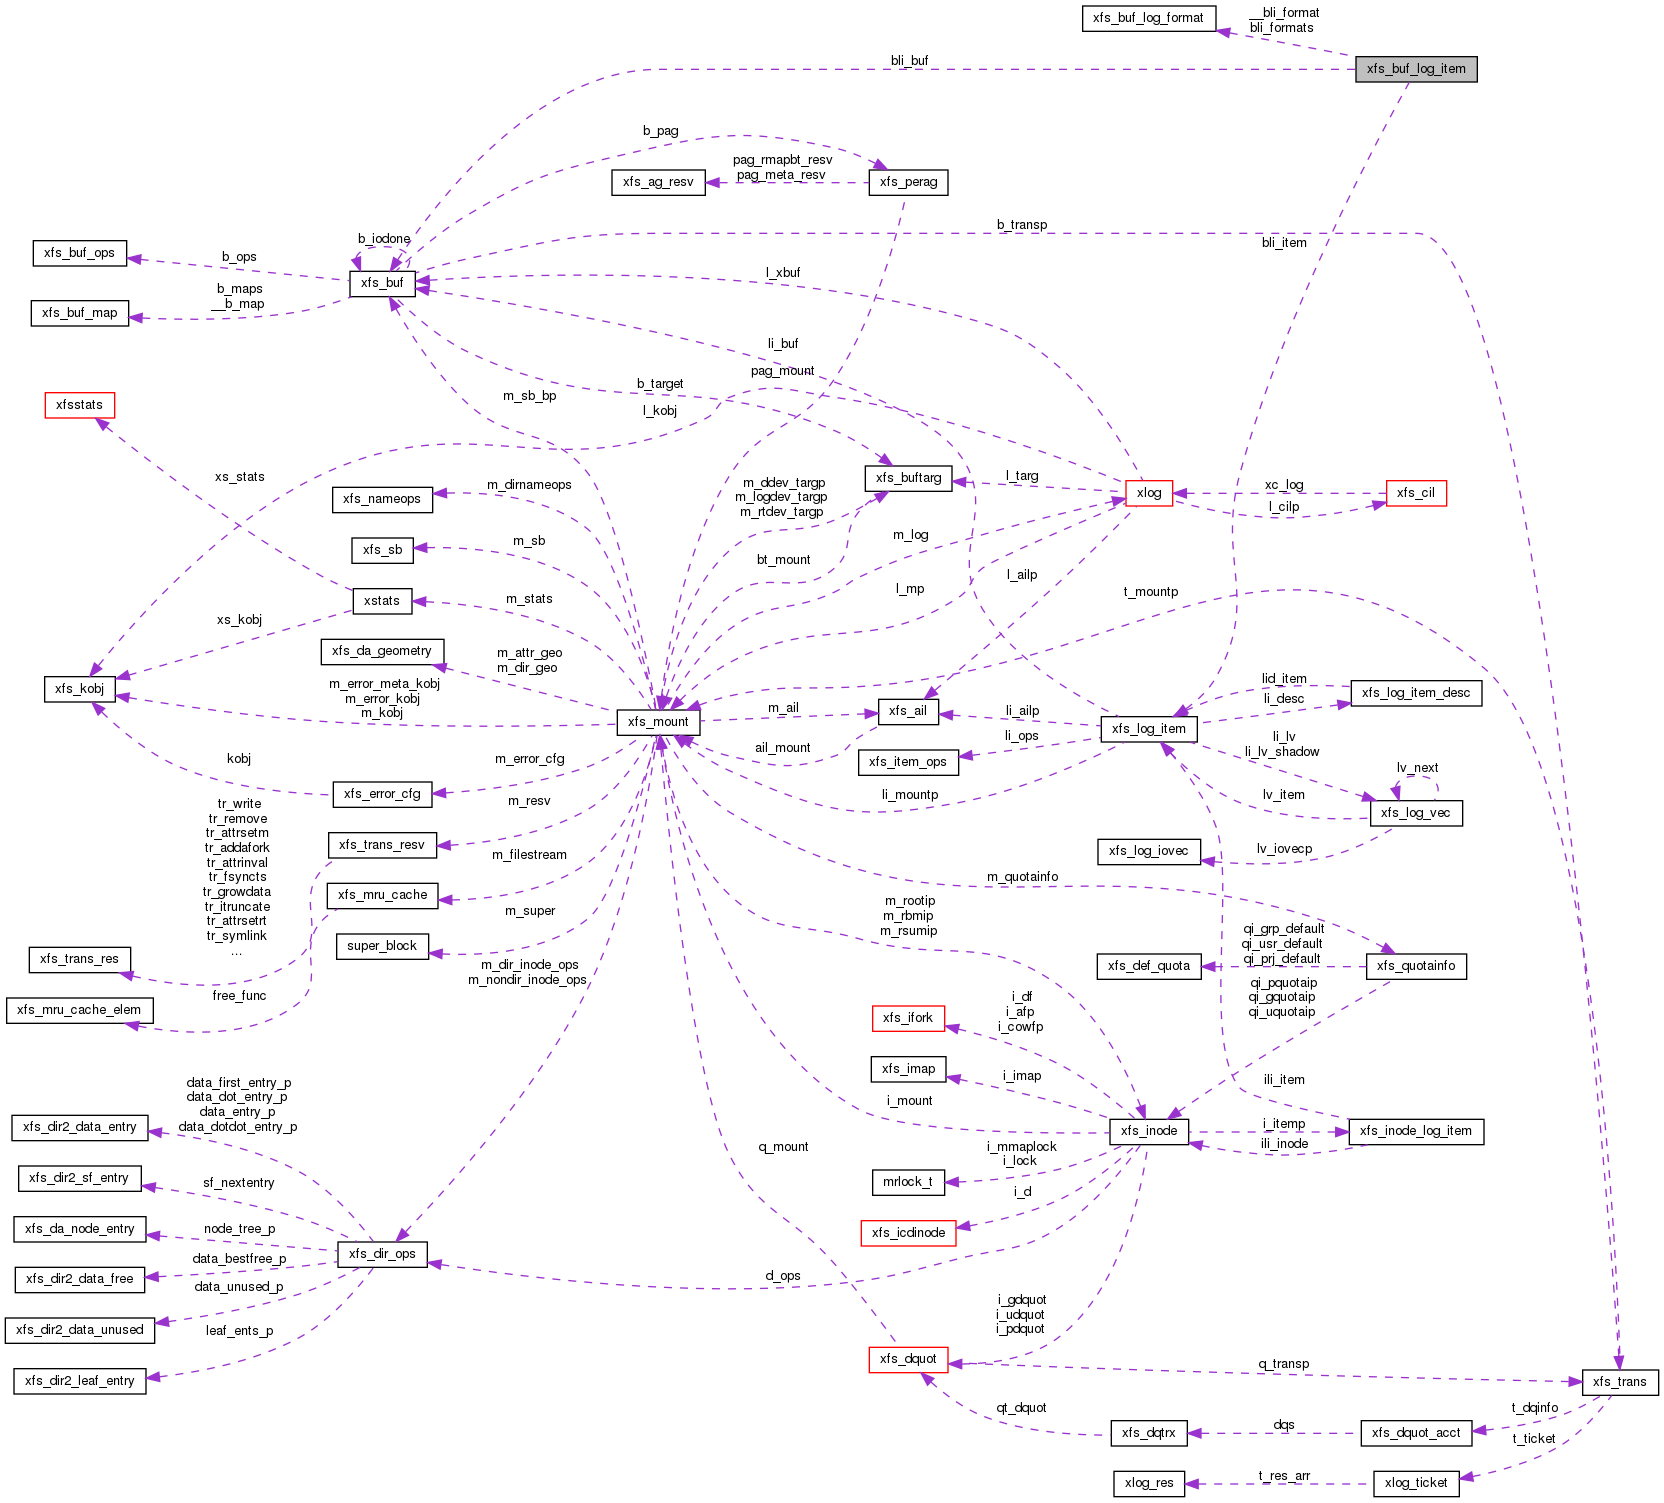 xfs_buf_log_format
__bli_format
bli_formats
bli_buf
xfs_buf_log_item
b_pag
pag_rmapbt_resv
pag_meta_resv
xfs_ag_resv
xfs_perag
b_transp
bli_item
b_iodone
xfs_buf_ops
b_ops
xfs_buf
l_xbuf
b_maps
__b_map
xfs_buf_map
li_buf
pag_mount
b_target
m_sb_bp
l_kobj
xfsstats
xs_stats
m_dirnameops
xfs_nameops
m_ddev_targp
m_logdev_targp
m_rtdev_targp
xfs_buftarg
l_targ
xlog
xc_log
l_cilp
xfs_cil
m_sb
xfs_sb
m_log
bt_mount
l_ailp
l_mp
t_mountp
xstats
m_stats
xs_kobj
xfs_da_geometry
m_attr_geo
m_dir_geo
xfs_kobj
m_error_meta_kobj
m_error_kobj
m_kobj
lid_item
li_desc
xfs_log_item_desc
xfs_mount
m_ail
xfs_ail
li_ailp
xfs_log_item
li_ops
ail_mount
xfs_item_ops
li_lv
li_lv_shadow
kobj
m_error_cfg
xfs_error_cfg
li_mountp
lv_item
lv_next
xfs_log_vec
m_resv
xfs_trans_resv
xfs_log_iovec
lv_iovecp
tr_write
tr_remove
tr_attrsetm
tr_addafork
tr_attrinval
tr_fsyncts
tr_growdata
tr_itruncate
tr_attrsetrt
tr_symlink
...
m_filestream
xfs_mru_cache
m_quotainfo
m_super
m_rootip
m_rbmip
m_rsumip
super_block
xfs_trans_res
m_dir_inode_ops
m_nondir_inode_ops
xfs_def_quota
qi_grp_default
qi_usr_default
qi_prj_default
xfs_quotainfo
free_func
xfs_mru_cache_elem
qi_pquotaip
qi_gquotaip
qi_uquotaip
xfs_ifork
i_df
i_afp
i_cowfp
xfs_imap
i_imap
ili_item
i_mount
xfs_inode
i_itemp
ili_inode
xfs_inode_log_item
data_first_entry_p
data_dot_entry_p
data_entry_p
data_dotdot_entry_p
xfs_dir2_data_entry
q_mount
i_mmaplock
i_lock
mrlock_t
xfs_dir2_sf_entry
sf_nextentry
i_d
xfs_icdinode
xfs_da_node_entry
node_tree_p
xfs_dir_ops
data_bestfree_p
xfs_dir2_data_free
d_ops
data_unused_p
xfs_dir2_data_unused
i_gdquot
i_udquot
i_pdquot
leaf_ents_p
xfs_dir2_leaf_entry
xfs_dquot
q_transp
xfs_trans
qt_dquot
xfs_dqtrx
dqs
xfs_dquot_acct
t_dqinfo
t_ticket
xlog_res
t_res_arr
xlog_ticket